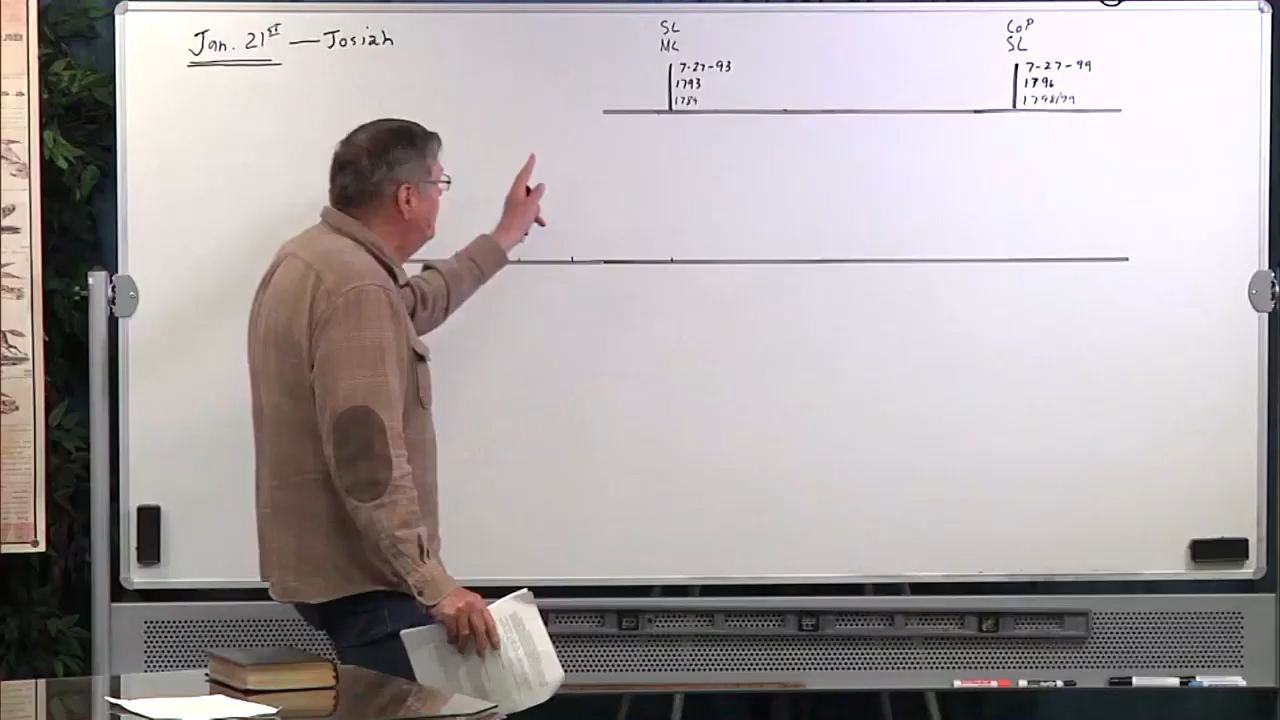 Jan. 21st — Josiah
SL
MC
7-27-93
1793
1789
CoP
SL
7-27-99
1796
1798/99